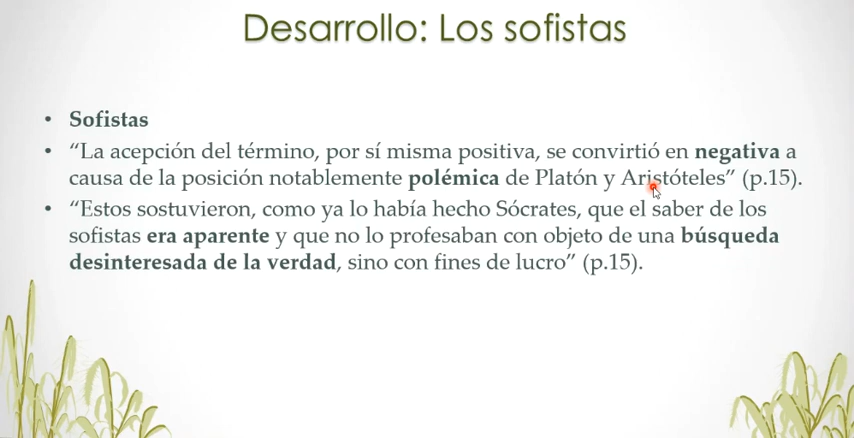 Desarrollo: Los sofistas
• Sofistas
• “La acepción del término, por sí misma positiva, se convirtió en negativa a
causa de la posición notablemente polémica de Platón y Aristóteles” (p.15).
• “Estos sostuvieron, como ya lo había hecho Sócrates, que el saber de los
sofistas era aparente y que no lo profesaban con objeto de una búsqueda
desinteresada de la verdad, sino con fines de lucro” (p.15).